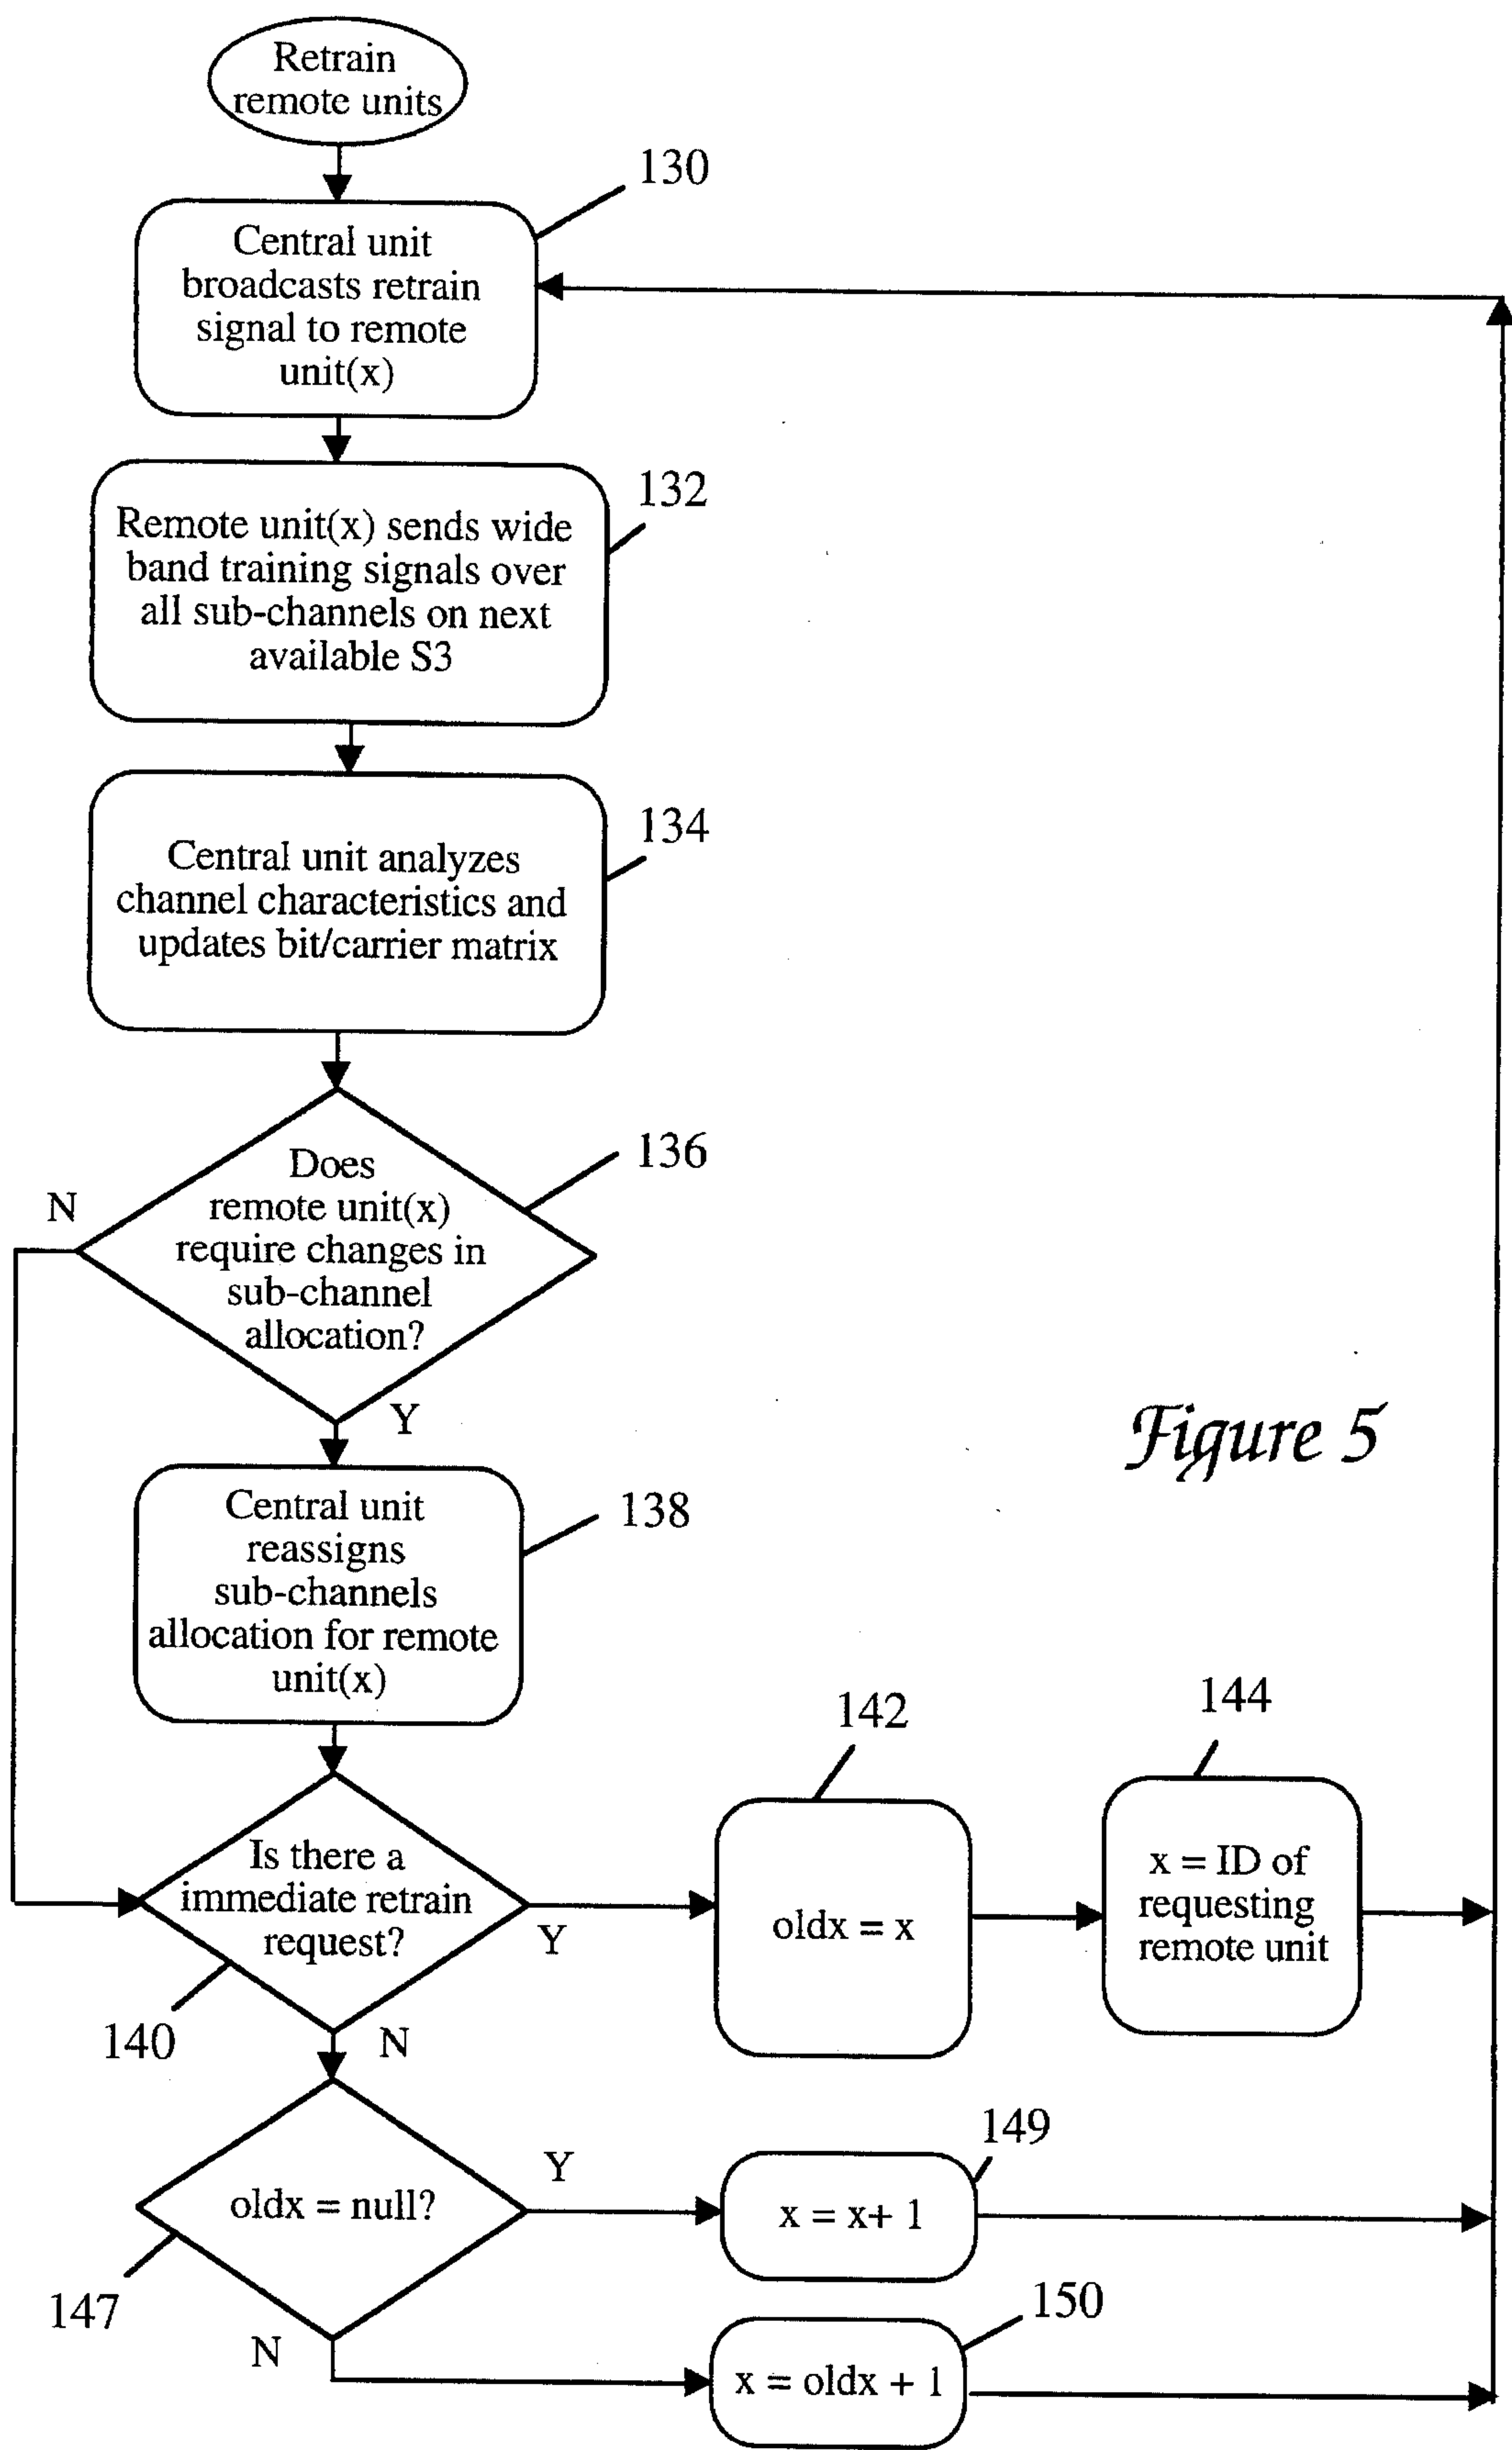 Retrain
remote units
130
Central unit
broadcasts retrain
signal to remote
unit(x)
132
Remote unit(x) sends wide
band training signals over
all sub-channels on next
available S3
134
Central unit analyzes
channel characteristics and
updates bit/carrier matrix
136
Does
remote unit(x)
require changes in
sub-channel
allocation?
N
Y
Figure 5
138
Central unit
reassigns
sub-channels
allocation for remote
unit(x)
142
144
Is there a
immediate retrain
request?
Y
oldx = x
x = ID of
requesting
remote unit
140
N
149
oldx = null?
Y
x = x+ 1
147
N
150
x = oldx + 1